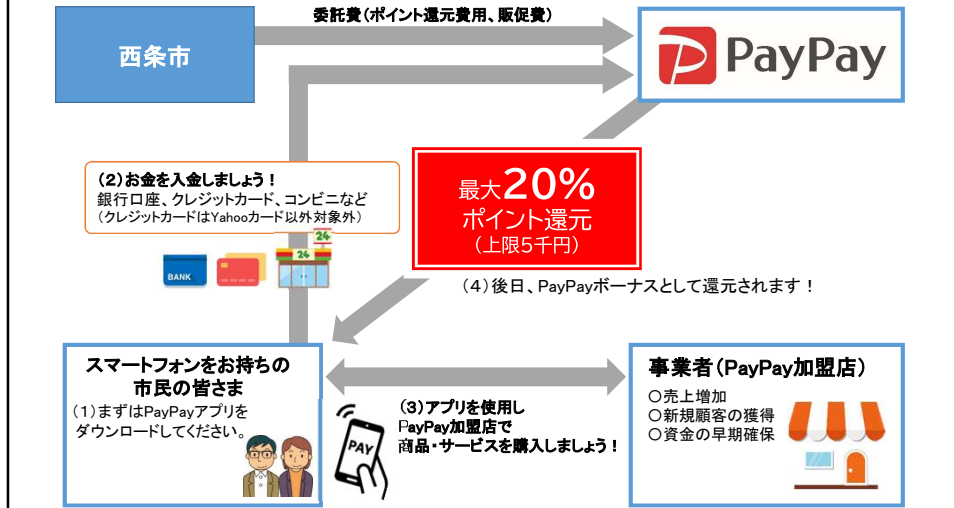 委託費(ポイント還元費用、販促費)
西条市
PayPay
(2)お金を入金しましょう!
銀行口座、クレジットカード、コンビニなど
(クレジットカードはYahooカード以外対象外)
最大20%
ポイント還元
(上限5千円)
24
24
BANK
(4)後日、PayPayボーナスとして還元されます!
スマートフォンをお持ちの
市民の皆さま
(1)まずはPayPayアプリを
ダウンロードしてください。
PAY
(3)アプリを使用し
PayPay加盟店で
商品・サービスを購入しましょう!
事業者(PayPay加盟店)
○売上増加
○新規顧客の獲得
○資金の早期確保